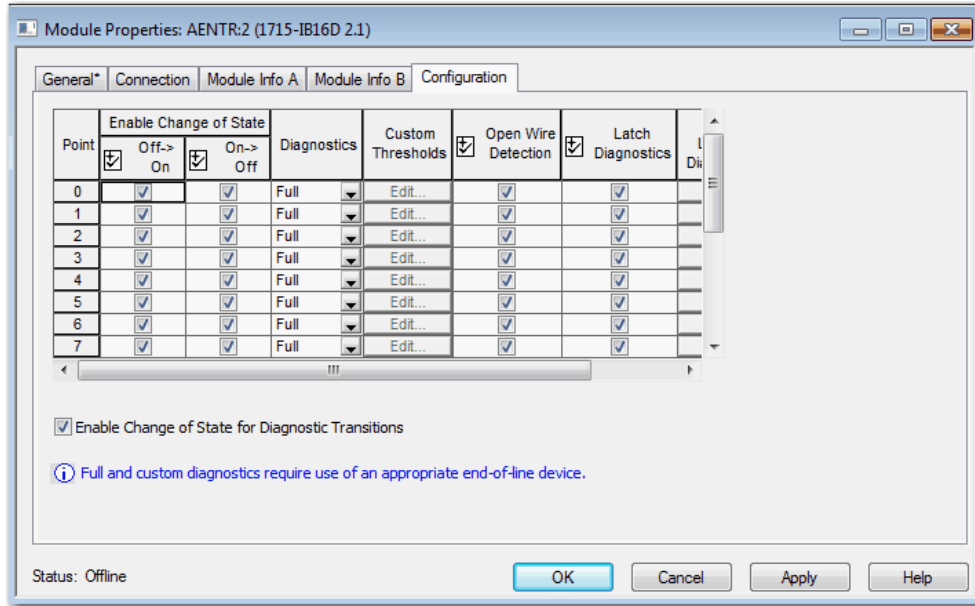 Module Properties: AENTR:2 (1715-IB16D 2.1)
General* Connection Module Info A Module Info B Configuration
Point Enable Change of State Off-> On On-> Off Diagnostics Custom Thresholds Open Wire Detection Latch Diagnostics
0 Full Edit...
1 Full Edit...
2 Full Edit...
3 Full Edit...
4 Full Edit...
5 Full Edit...
6 Full Edit...
7 Full Edit...
Enable Change of State for Diagnostic Transitions
Full and custom diagnostics require use of an appropriate end-of-line device.
Status: Offline OK Cancel Apply Help